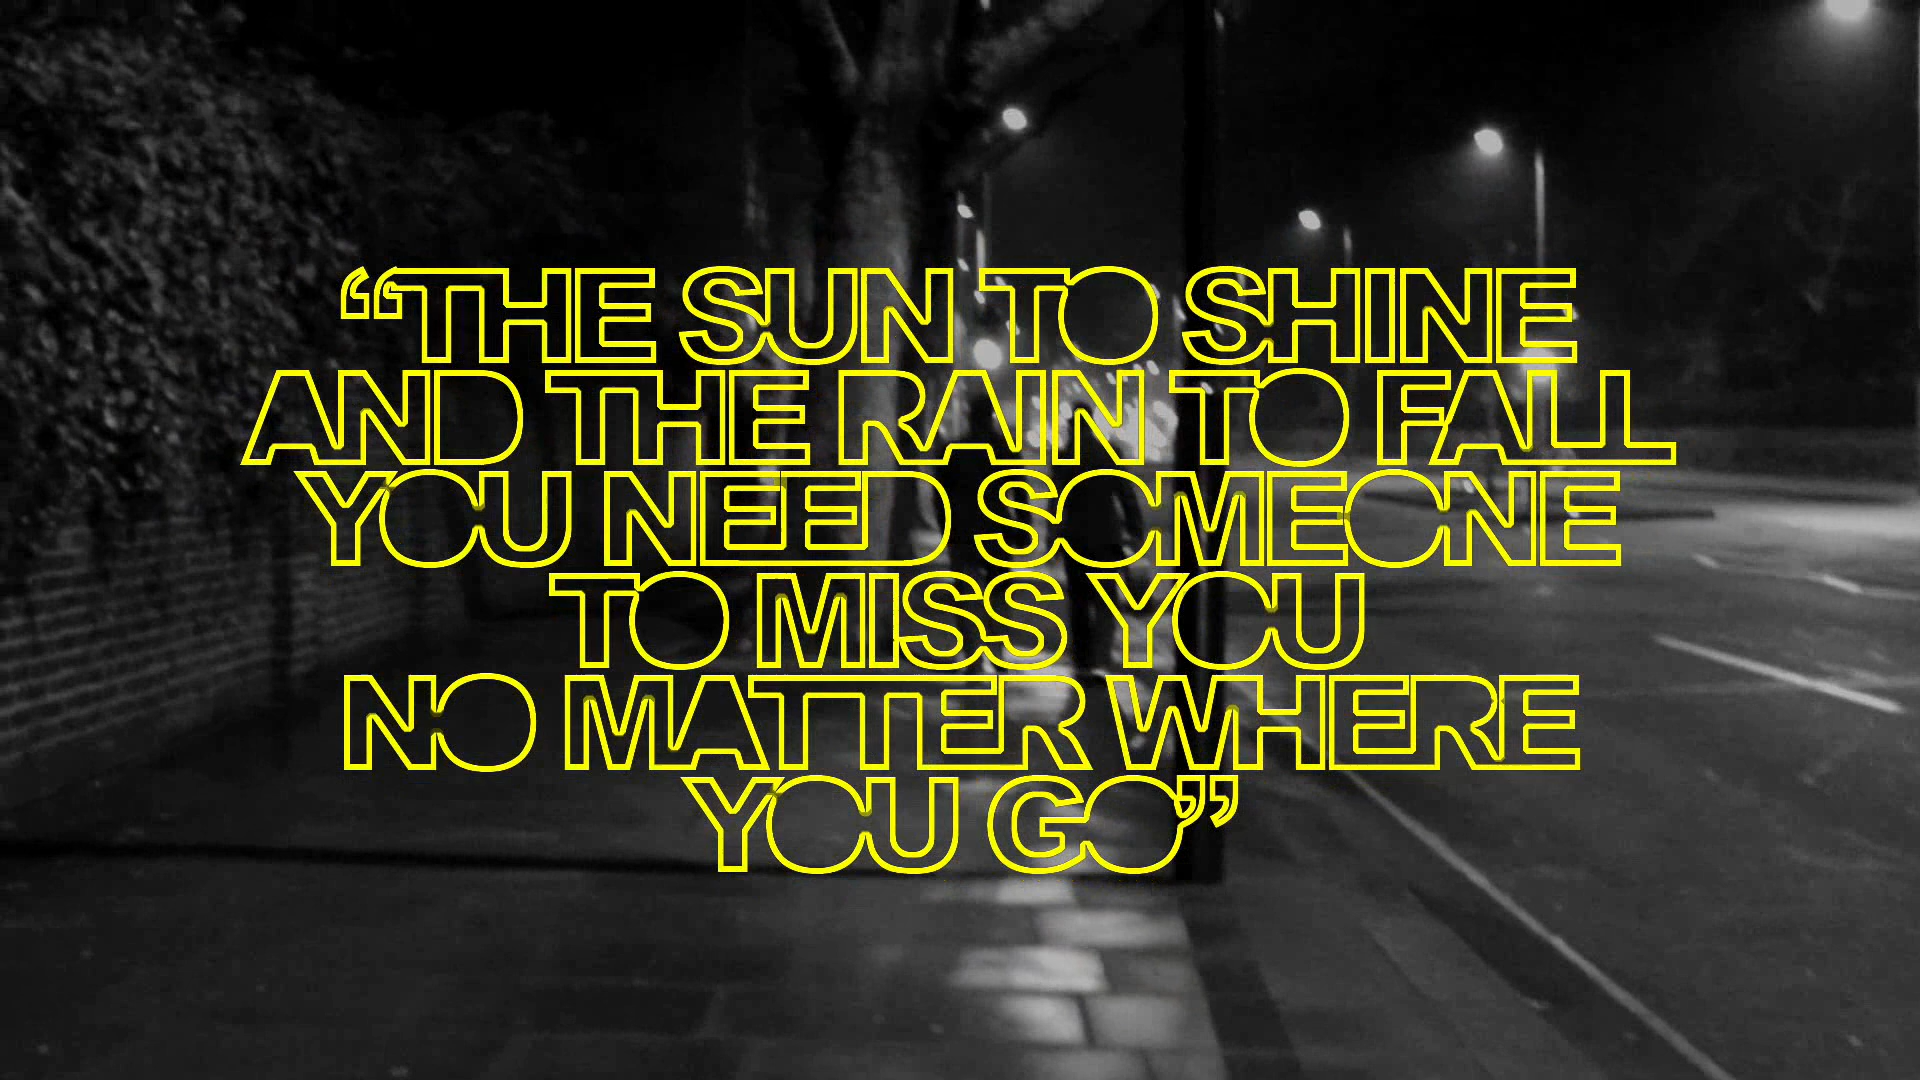 “THE SUN TO SHINE
AND THE RAIN TO FALL
YOU NEED SOMEONE
TO MISS YOU
NO MATTER WHERE
YOU GO”